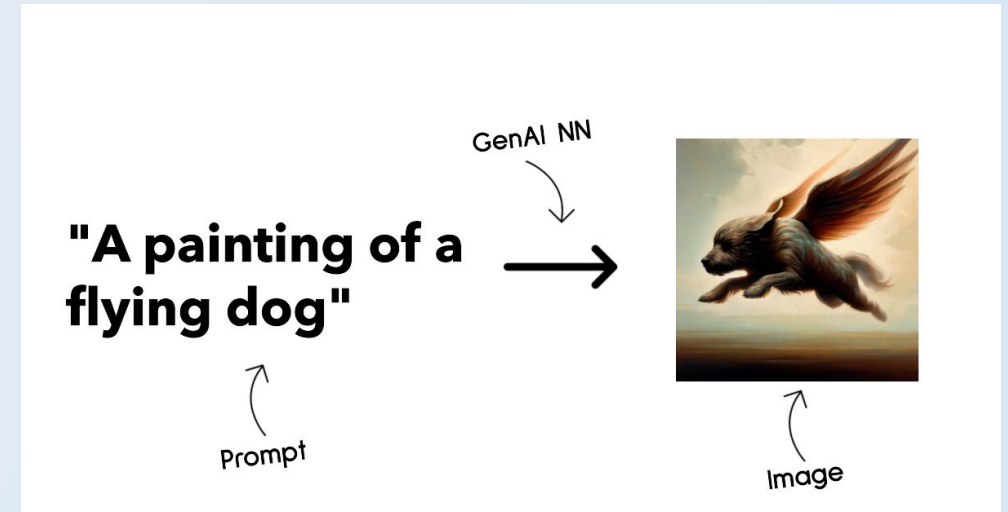 GenAI NN
"A painting of a
flying dog"
Prompt
Image